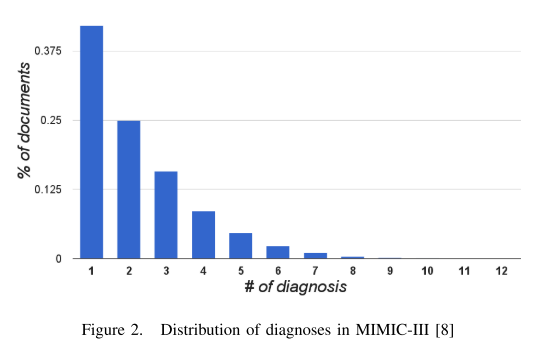 0.375
0.25
0.125
0
% of documents
1 2 3 4 5 6 7 8 9 10 11 12
# of diagnosis
Figure 2. Distribution of diagnoses in MIMIC-III [8]